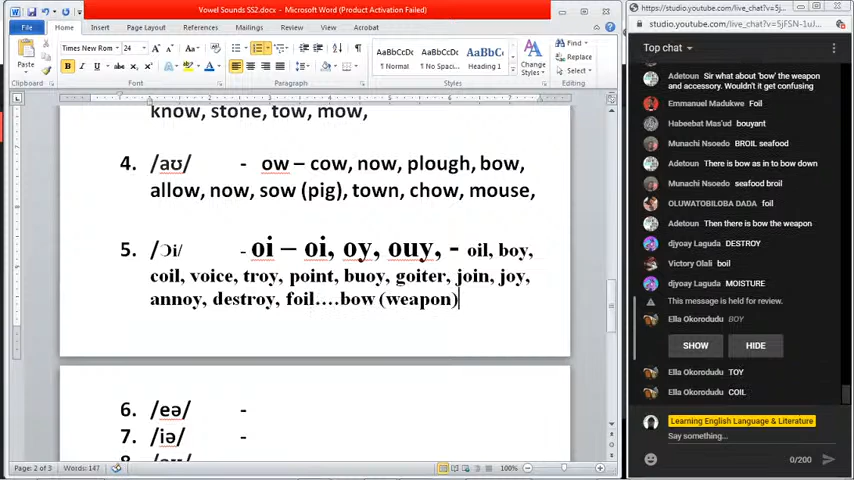 Vowel Sounds SS2.docx - Microsoft Word (Product Activation Failed)
File Home Insert Page Layout References Mailings Review View
Paste
Clipboard
Times New Rom 24
Font
Paragraph
AaBbCcDc AaBbCcDc AaBbC
¶ Normal ¶ No Spaci... Heading 1
Change Styles
Styles
Find
Replace
Select
Editing
know, stone, tow, mow,
4. /aʊ/ - ow – cow, now, plough, bow,
allow, now, sow (pig), town, chow, mouse,
5. /Ɔi/ - oi – oi, oy, ouy, - oil, boy,
coil, voice, troy, point, buoy, goiter, join, joy,
annoy, destroy, foil....bow (weapon)
6. /eə/ -
7. /iə/ -
Page: 2 of 3 Words: 147 100%
https://studio.youtube.com/live_chat?v=5JFSN-1uJ
studio.youtube.com/live_chat?v=5JFSN-1uJ
Top chat
Adetoun Sir what about 'bow' the weapon
and accessory. Wouldn't it get confusing
Emmanuel Madukwe Foil
Habeebat Mas'ud bouyant
Munachi Nsoedo BROIL seafood
Adetoun There is bow as in to bow down
Munachi Nsoedo seafood broil
OLUWATOBILOBA DADA foil
Adetoun Then there is bow the weapon
djyoay Laguda DESTROY
Victory Olali boil
djyoay Laguda MOISTURE
This message is held for review.
Ella Okorodudu BOY
SHOW HIDE
Ella Okorodudu TOY
Ella Okorodudu COIL
Learning English Language & Literature
Say something...
0/200